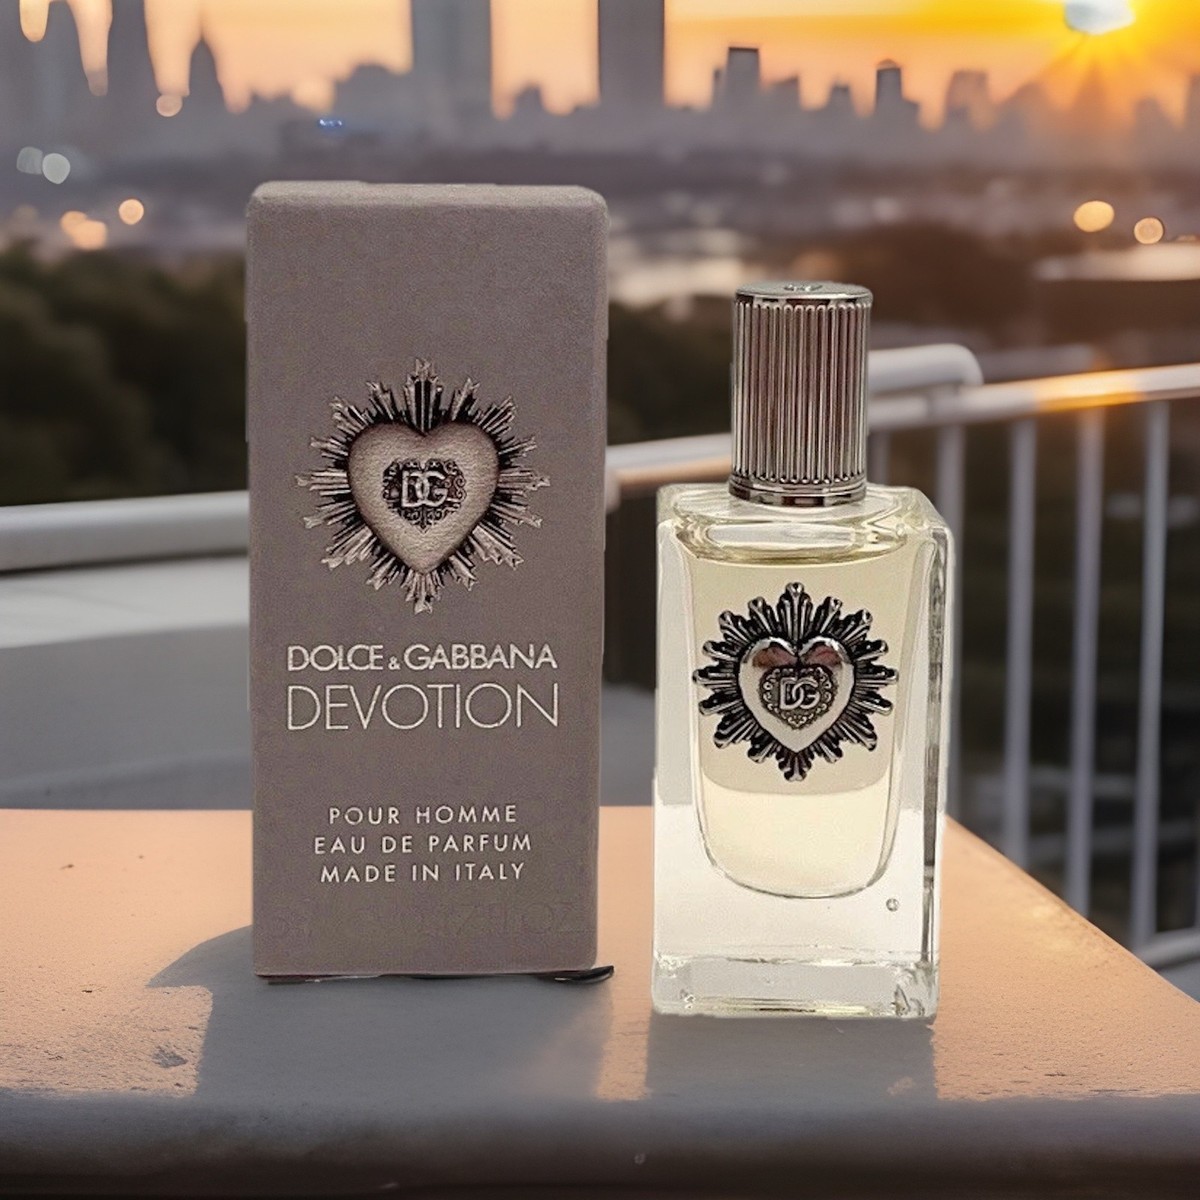 DG
DOLCE & GABBANA
DEVOTION
POUR HOMME
EAU DE PARFUM
MADE IN ITALY
DG